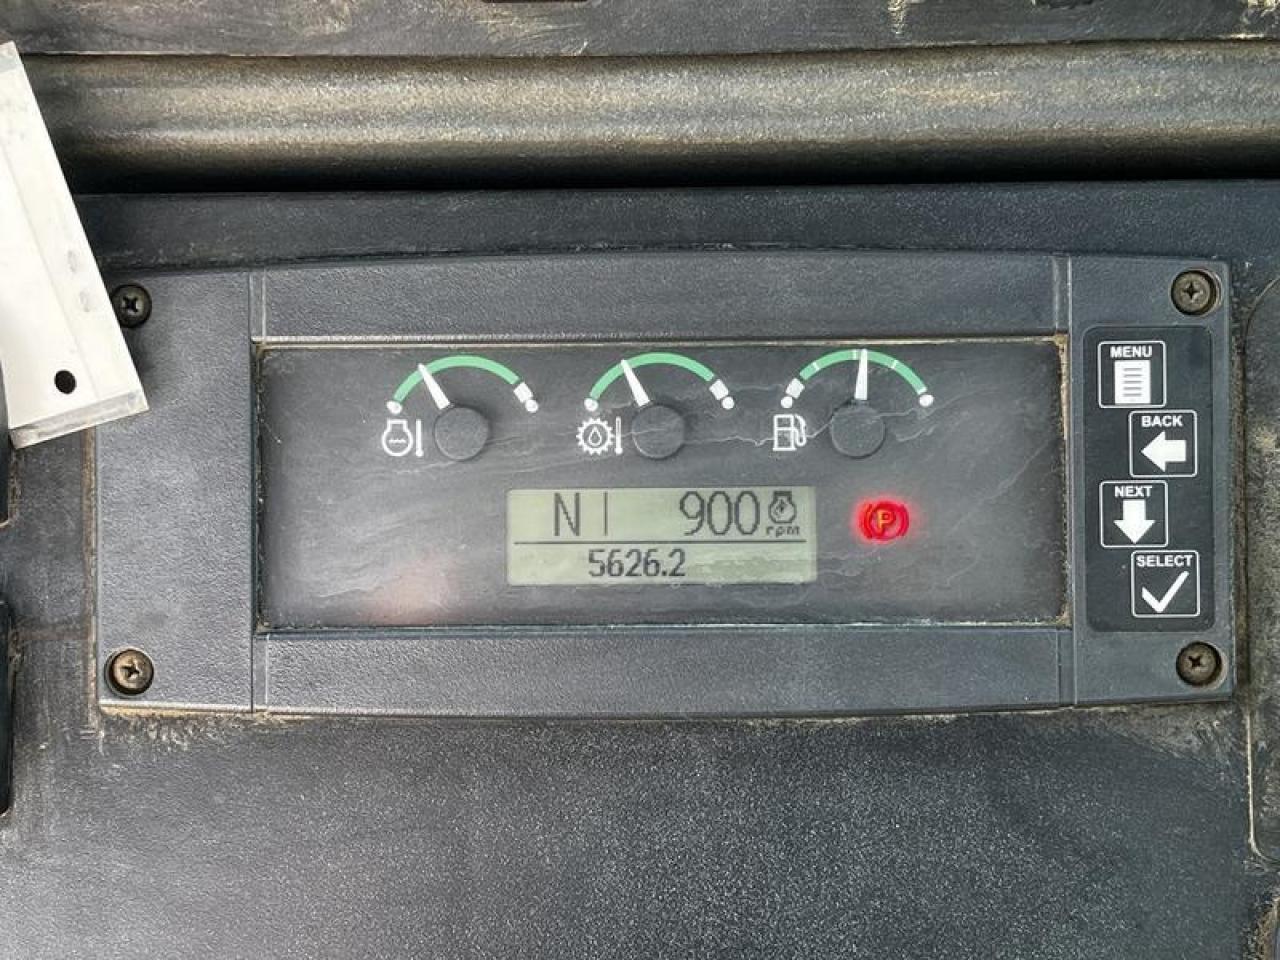 MENU
BACK
NEXT
SELECT
N 900 rpm
5626.2
P